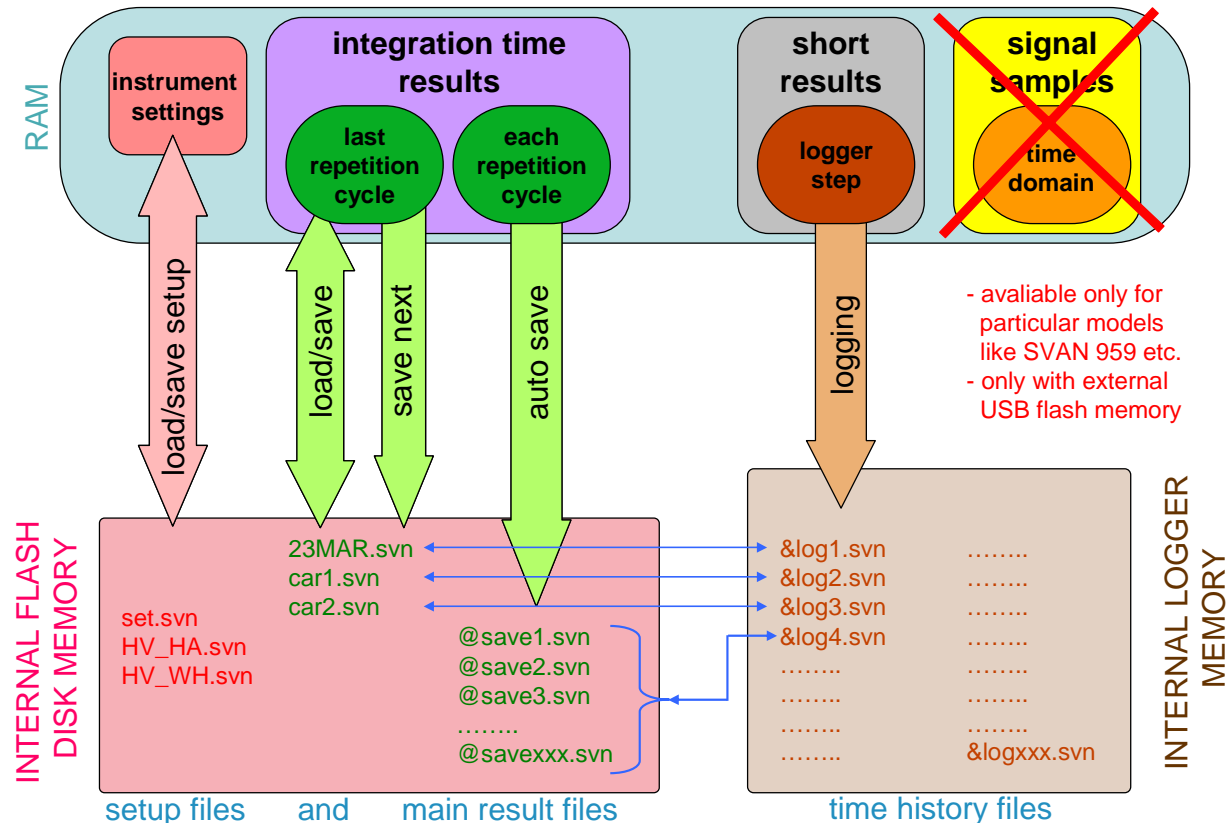 RAM
instrument
settings
integration time
results
last
repetition
cycle
each
repetition
cycle
short
results
logger
step
signal
samples
time
domain
load/save setup
load/save
save next
auto save
logging
- avaliable only for
particular models
like SVAN 959 etc.
- only with external
USB flash memory
INTERNAL FLASH
DISK MEMORY
set.svn
HV_HA.svn
HV_WH.svn
23MAR.svn
car1.svn
car2.svn
@save1.svn
@save2.svn
@save3.svn
……..
@savexxx.svn
&log1.svn
&log2.svn
&log3.svn
&log4.svn
……..
……..
……..
……..
……..
……..
……..
……..
……..
……..
……..
&logxxx.svn
INTERNAL LOGGER
MEMORY
setup files and main result files
time history files